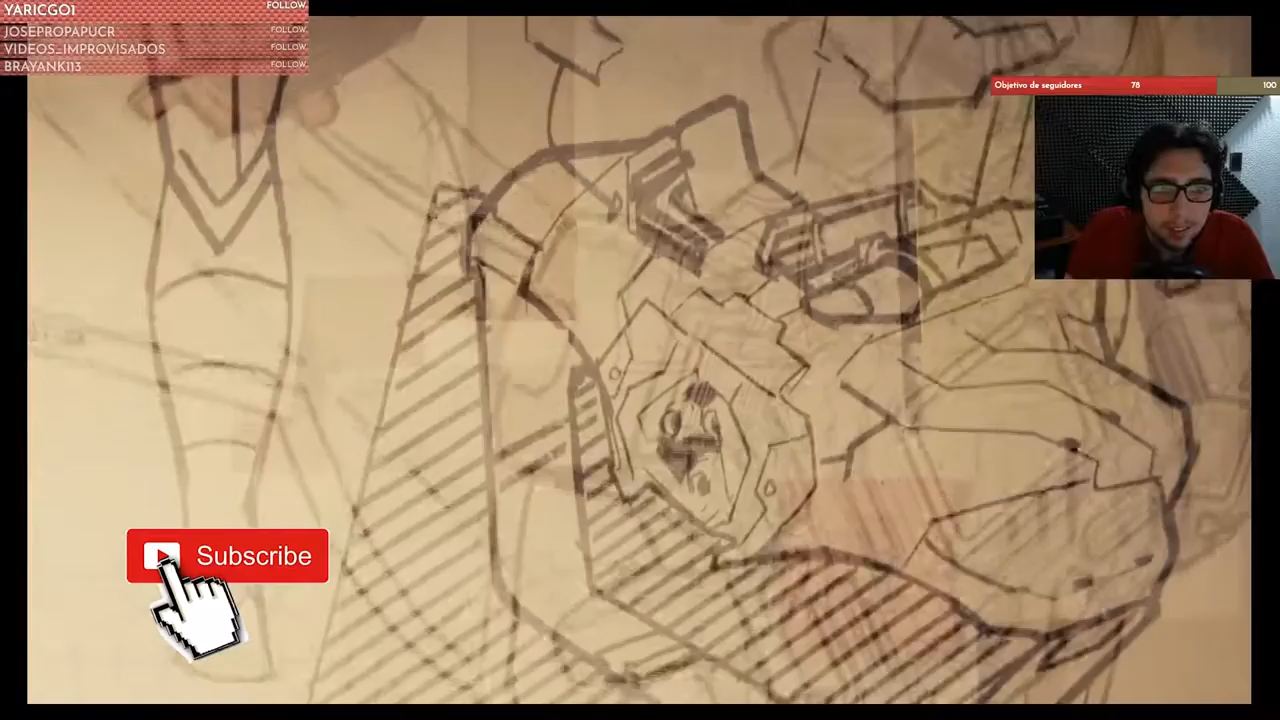 YARICGO1 FOLLOW
JOSEPROPAPUCR FOLLOW
VIDEOS_IMPROVISADOS FOLLOW
BRAYANK113 FOLLOW
Objetivo de seguidores 78 100
Subscribe